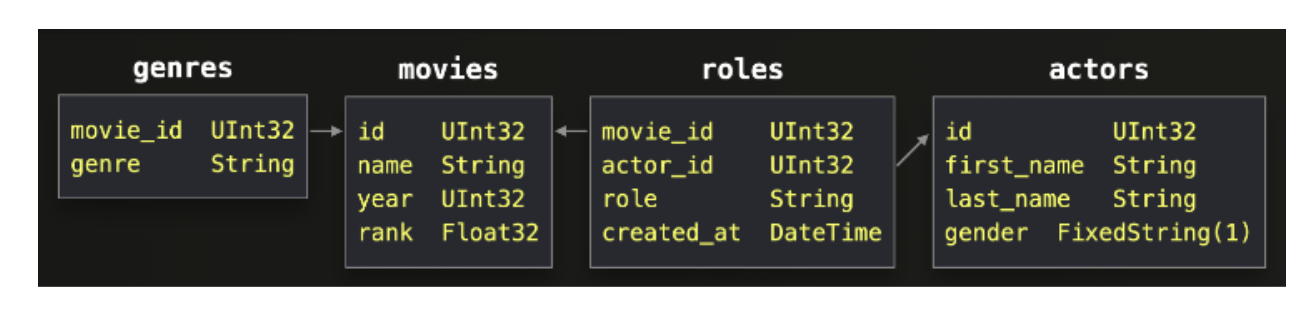 genres
movie_id UInt32
genre String
movies
id UInt32
name String
year UInt32
rank Float32
roles
movie_id UInt32
actor_id UInt32
role String
created_at DateTime
actors
id UInt32
first_name String
last_name String
gender FixedString(1)